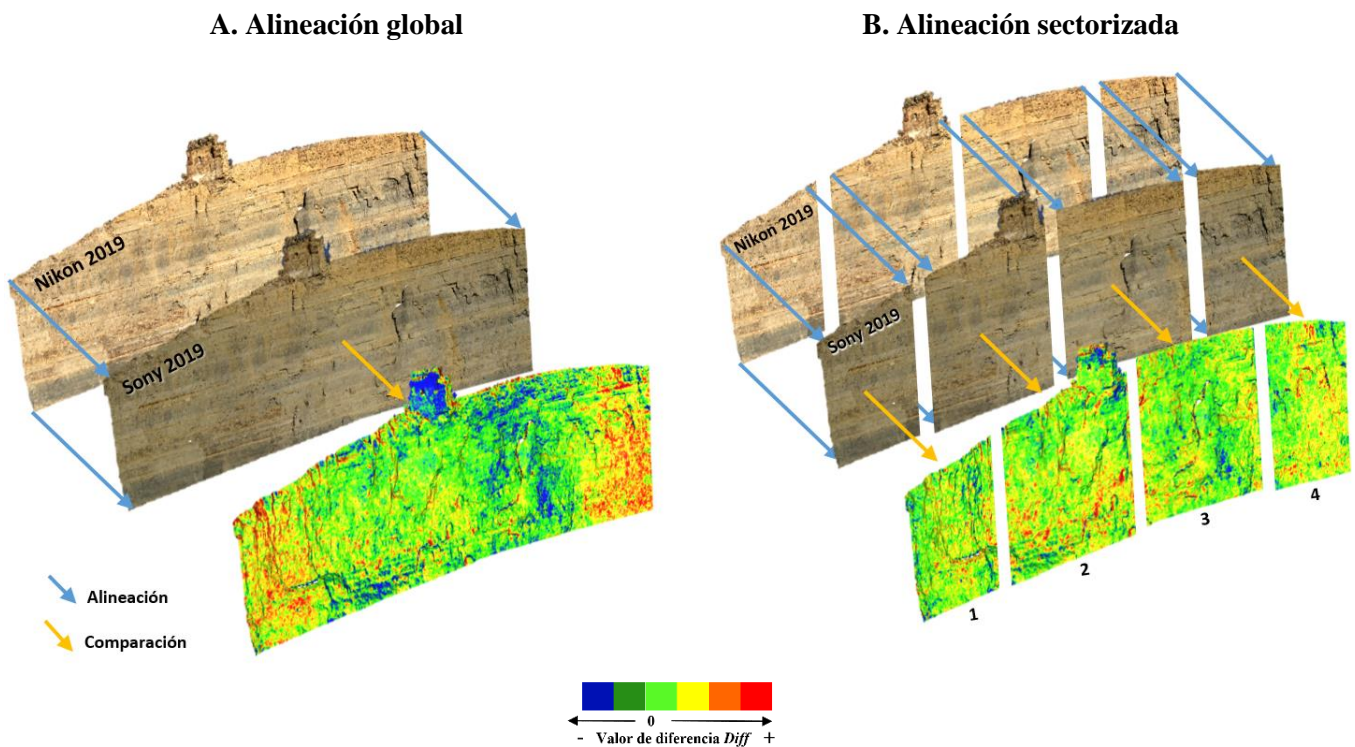 A. Alineación global
B. Alineación sectorizada
Nikon 2019
Sony 2019
Nikon 2019
Sony 2019
1
2
3
4
Alineación
Comparación
0
- Valor de diferencia Diff +